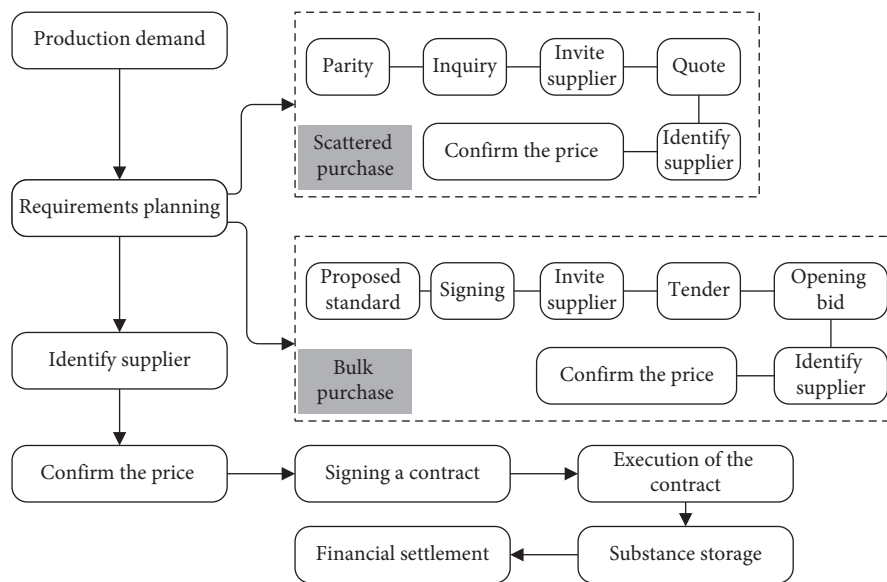 Production demand
Parity
Inquiry
Invite
supplier
Quote
Scattered
purchase
Confirm the price
Identify
supplier
Requirements planning
Proposed
standard
Signing
Invite
supplier
Tender
Opening
bid
Identify supplier
Bulk
purchase
Confirm the price
Identify
supplier
Confirm the price
Signing a contract
Execution of the
contract
Financial settlement
Substance storage